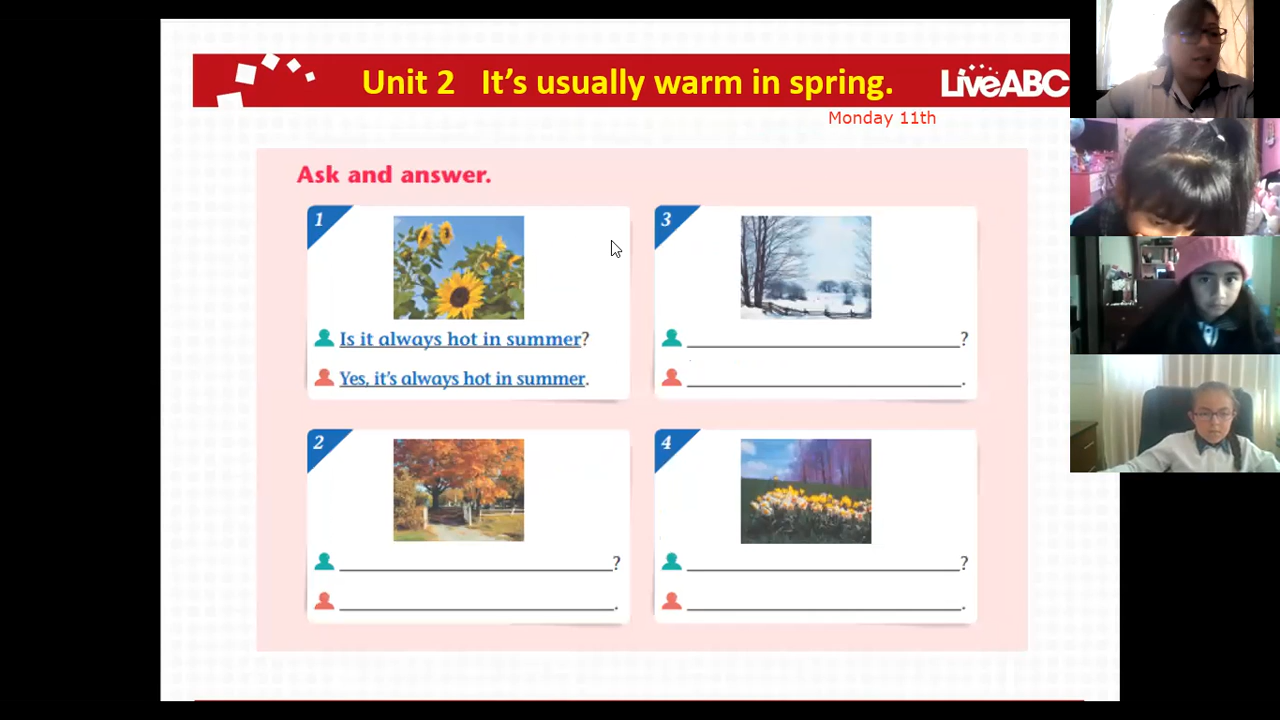 Unit 2 It's usually warm in spring.
LiveABC
Monday 11th
Ask and answer.
1
Is it always hot in summer?
Yes, it's always hot in summer.
2
?
.
3
?
.
4
?
.